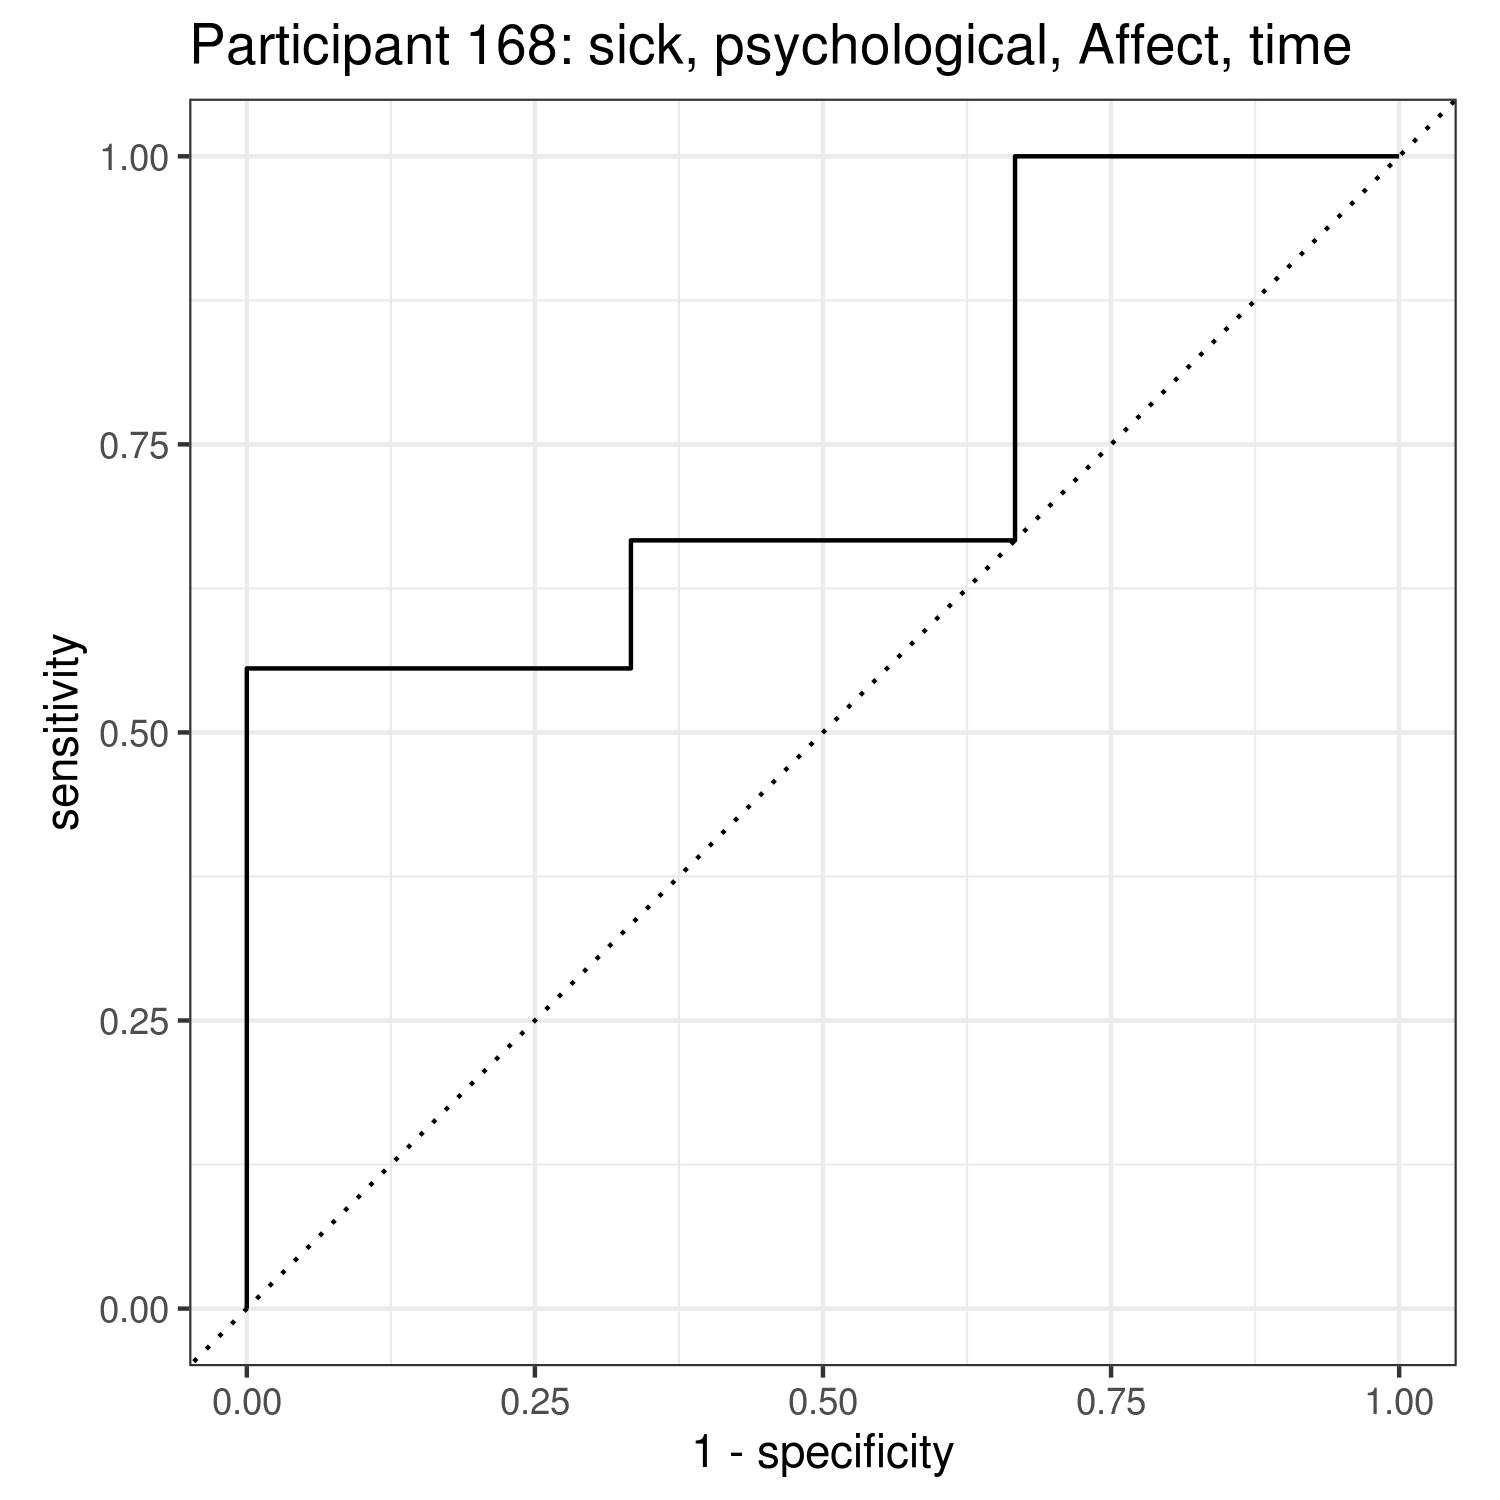 Participant 168: sick, psychological, Affect, time
1.00
0.75
0.50
0.25
0.00
sensitivity
0.00 0.25 0.50 0.75 1.00
1 - specificity